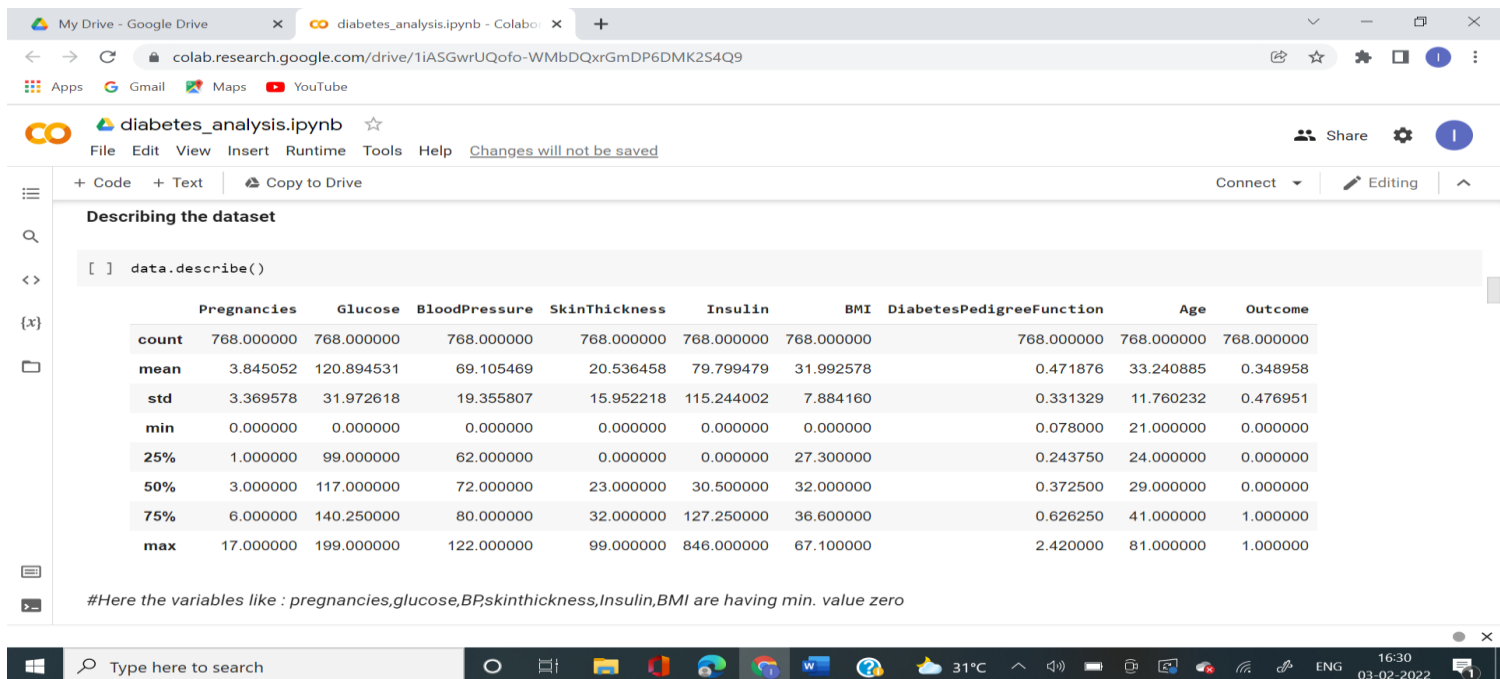 My Drive - Google Drive
diabetes_analysis.ipynb - Colabor
colab.research.google.com/drive/1iASGwrUQofo-WMbDQxrGmDP6DMK2S4Q9
I
Apps Gmail Maps YouTube
diabetes_analysis.ipynb
Share I
File Edit View Insert Runtime Tools Help Changes will not be saved
+ Code + Text Copy to Drive Connect Editing
Describing the dataset
[ ] data.describe()
Pregnancies Glucose BloodPressure SkinThickness Insulin BMI DiabetesPedigreeFunction Age Outcome
count 768.000000 768.000000 768.000000 768.000000 768.000000 768.000000 768.000000 768.000000 768.000000
mean 3.845052 120.894531 69.105469 20.536458 79.799479 31.992578 0.471876 33.240885 0.348958
std 3.369578 31.972618 19.355807 15.952218 115.244002 7.884160 0.331329 11.760232 0.476951
min 0.000000 0.000000 0.000000 0.000000 0.000000 0.000000 0.078000 21.000000 0.000000
25% 1.000000 99.000000 62.000000 0.000000 0.000000 27.300000 0.243750 24.000000 0.000000
50% 3.000000 117.000000 72.000000 23.000000 30.500000 32.000000 0.372500 29.000000 0.000000
75% 6.000000 140.250000 80.000000 32.000000 127.250000 36.600000 0.626250 41.000000 1.000000
max 17.000000 199.000000 122.000000 99.000000 846.000000 67.100000 2.420000 81.000000 1.000000
#Here the variables like : pregnancies,glucose,BP,skinthickness,Insulin,BMI are having min. value zero
Type here to search
31°C
ENG
16:30
03-02-2022